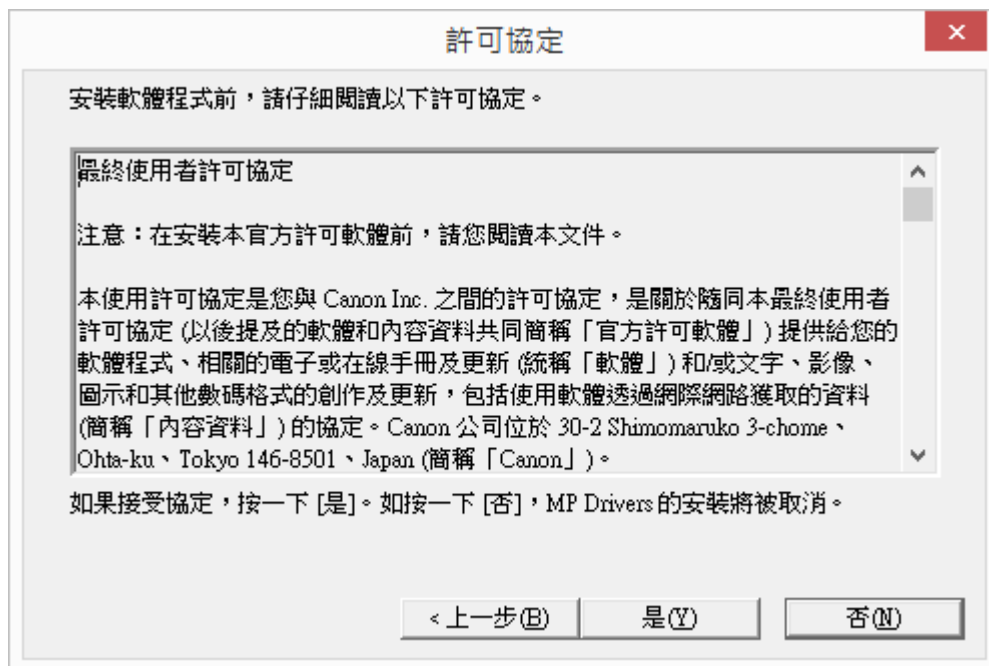 許可協定
安裝軟體程式前，請仔細閱讀以下許可協定。
最終使用者許可協定
注意：在安裝本官方許可軟體前，請您閱讀本文件。
本使用許可協定是您與 Canon Inc. 之間的許可協定，是關於隨同本最終使用者
許可協定 (以後提及的軟體和內容資料共同簡稱「官方許可軟體」) 提供給您的
軟體程式、相關的電子或在線手冊及更新 (統稱「軟體」) 和/或文字、影像、
圖示和其他數碼格式的創作及更新，包括使用軟體透過網際網路獲取的資料
(簡稱「內容資料」) 的協定。Canon 公司位於 30-2 Shimomaruko 3-chome、
Ohta-ku、Tokyo 146-8501、Japan (簡稱「Canon」)。
如果接受協定，按一下 [是]。如按一下 [否]，MP Drivers 的安裝將被取消。
< 上一步(B)
是(Y)
否(N)